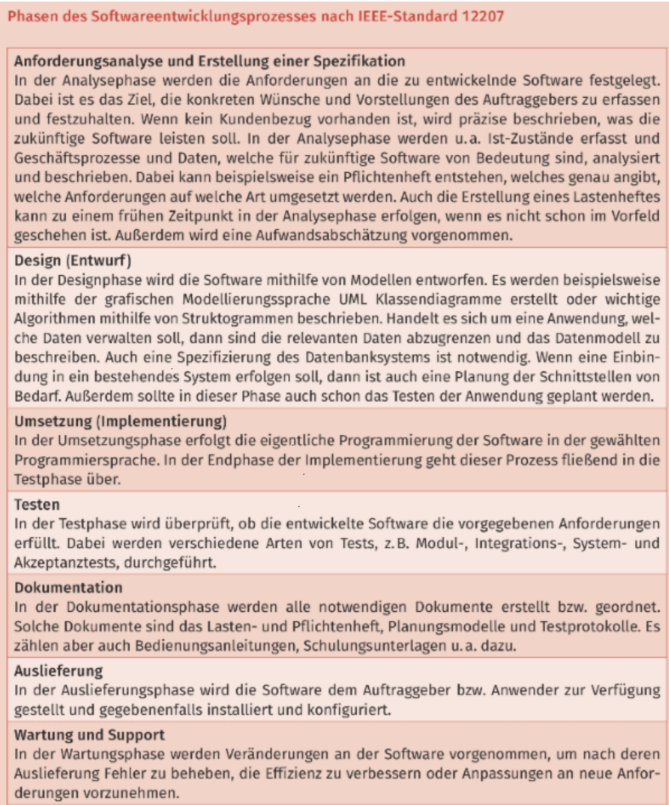 Phasen des Softwareentwicklungsprozesses nach IEEE-Standard 12207
Anforderungsanalyse und Erstellung einer Spezifikation
In der Analysephase werden die Anforderungen an die zu entwickelnde Software festgelegt.
Dabei ist es das Ziel, die konkreten Wünsche und Vorstellungen des Auftraggebers zu erfassen
und festzuhalten. Wenn kein Kundenbezug vorhanden ist, wird präzise beschrieben, was die
zukünftige Software leisten soll. In der Analysephase werden u. a. Ist-Zustände erfasst und
Geschäftsprozesse und Daten, welche für zukünftige Software von Bedeutung sind, analysiert
und beschrieben. Dabei kann beispielsweise ein Pflichtenheft entstehen, welches genau angibt,
welche Anforderungen auf welche Art umgesetzt werden. Auch die Erstellung eines Lastenheftes
kann zu einem frühen Zeitpunkt in der Analysephase erfolgen, wenn es nicht schon im Vorfeld
geschehen ist. Außerdem wird eine Aufwandsabschätzung vorgenommen.
Design (Entwurf)
In der Designphase wird die Software mithilfe von Modellen entworfen. Es werden beispielsweise
mithilfe der grafischen Modellierungssprache UML Klassendiagramme erstellt oder wichtige
Algorithmen mithilfe von Struktogrammen beschrieben. Handelt es sich um eine Anwendung, wel-
che Daten verwalten soll, dann sind die relevanten Daten abzugrenzen und das Datenmodell zu
beschreiben. Auch eine Spezifizierung des Datenbanksystems ist notwendig. Wenn eine Einbin-
dung in ein bestehendes System erfolgen soll, dann ist auch eine Planung der Schnittstellen von
Bedarf. Außerdem sollte in dieser Phase auch schon das Testen der Anwendung geplant werden.
Umsetzung (Implementierung)
In der Umsetzungsphase erfolgt die eigentliche Programmierung der Software in der gewählten
Programmiersprache. In der Endphase der Implementierung geht dieser Prozess fließend in die
Testphase über.
Testen
In der Testphase wird überprüft, ob die entwickelte Software die vorgegebenen Anforderungen
erfüllt. Dabei werden verschiedene Arten von Tests, z. B. Modul-, Integrations-, System- und
Akzeptanztests, durchgeführt.
Dokumentation
In der Dokumentationsphase werden alle notwendigen Dokumente erstellt bzw. geordnet.
Solche Dokumente sind das Lasten- und Pflichtenheft, Planungsmodelle und Testprotokolle. Es
zählen aber auch Bedienungsanleitungen, Schulungsunterlagen u. a. dazu.
Auslieferung
In der Auslieferungsphase wird die Software dem Auftraggeber bzw. Anwender zur Verfügung
gestellt und gegebenenfalls installiert und konfiguriert.
Wartung und Support
In der Wartungsphase werden Veränderungen an der Software vorgenommen, um nach deren
Auslieferung Fehler zu beheben, die Effizienz zu verbessern oder Anpassungen an neue Anfor-
derungen vorzunehmen.